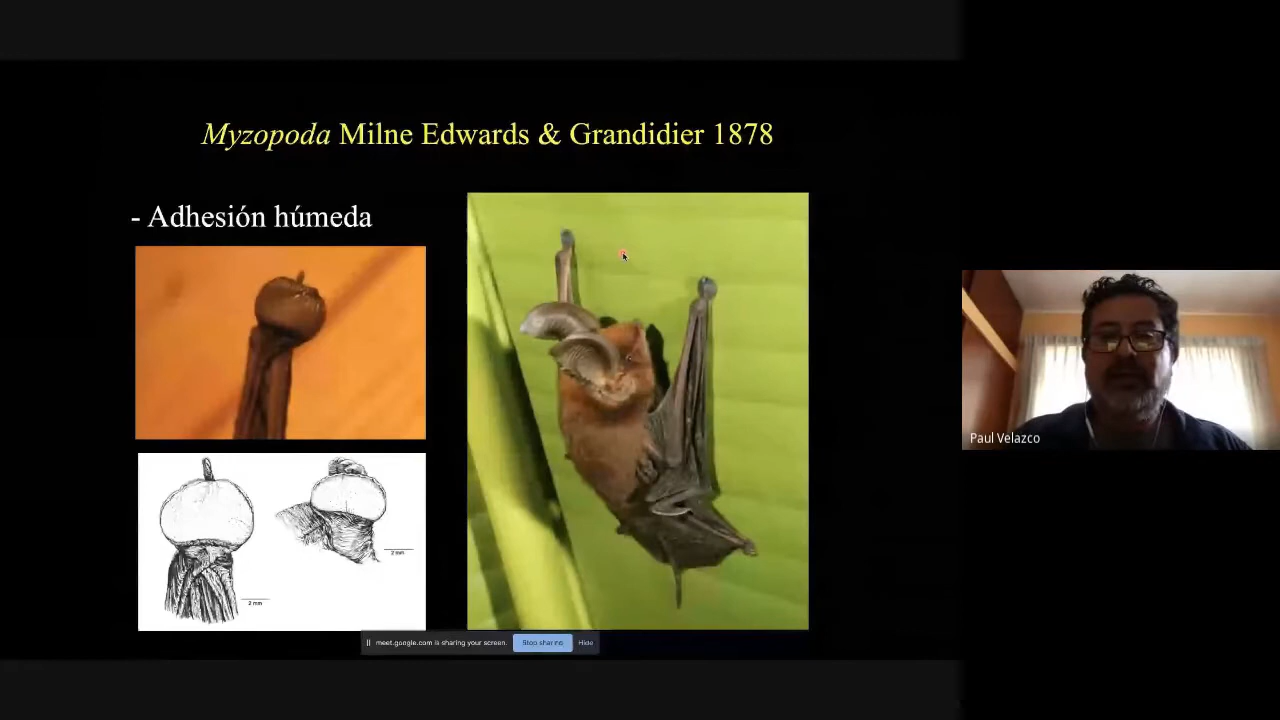 Myzopoda Milne Edwards & Grandidier 1878
- Adhesión húmeda
2 mm
2 mm
meet.google.com is sharing your screen.
Stop sharing
Hide
Paul Velazco